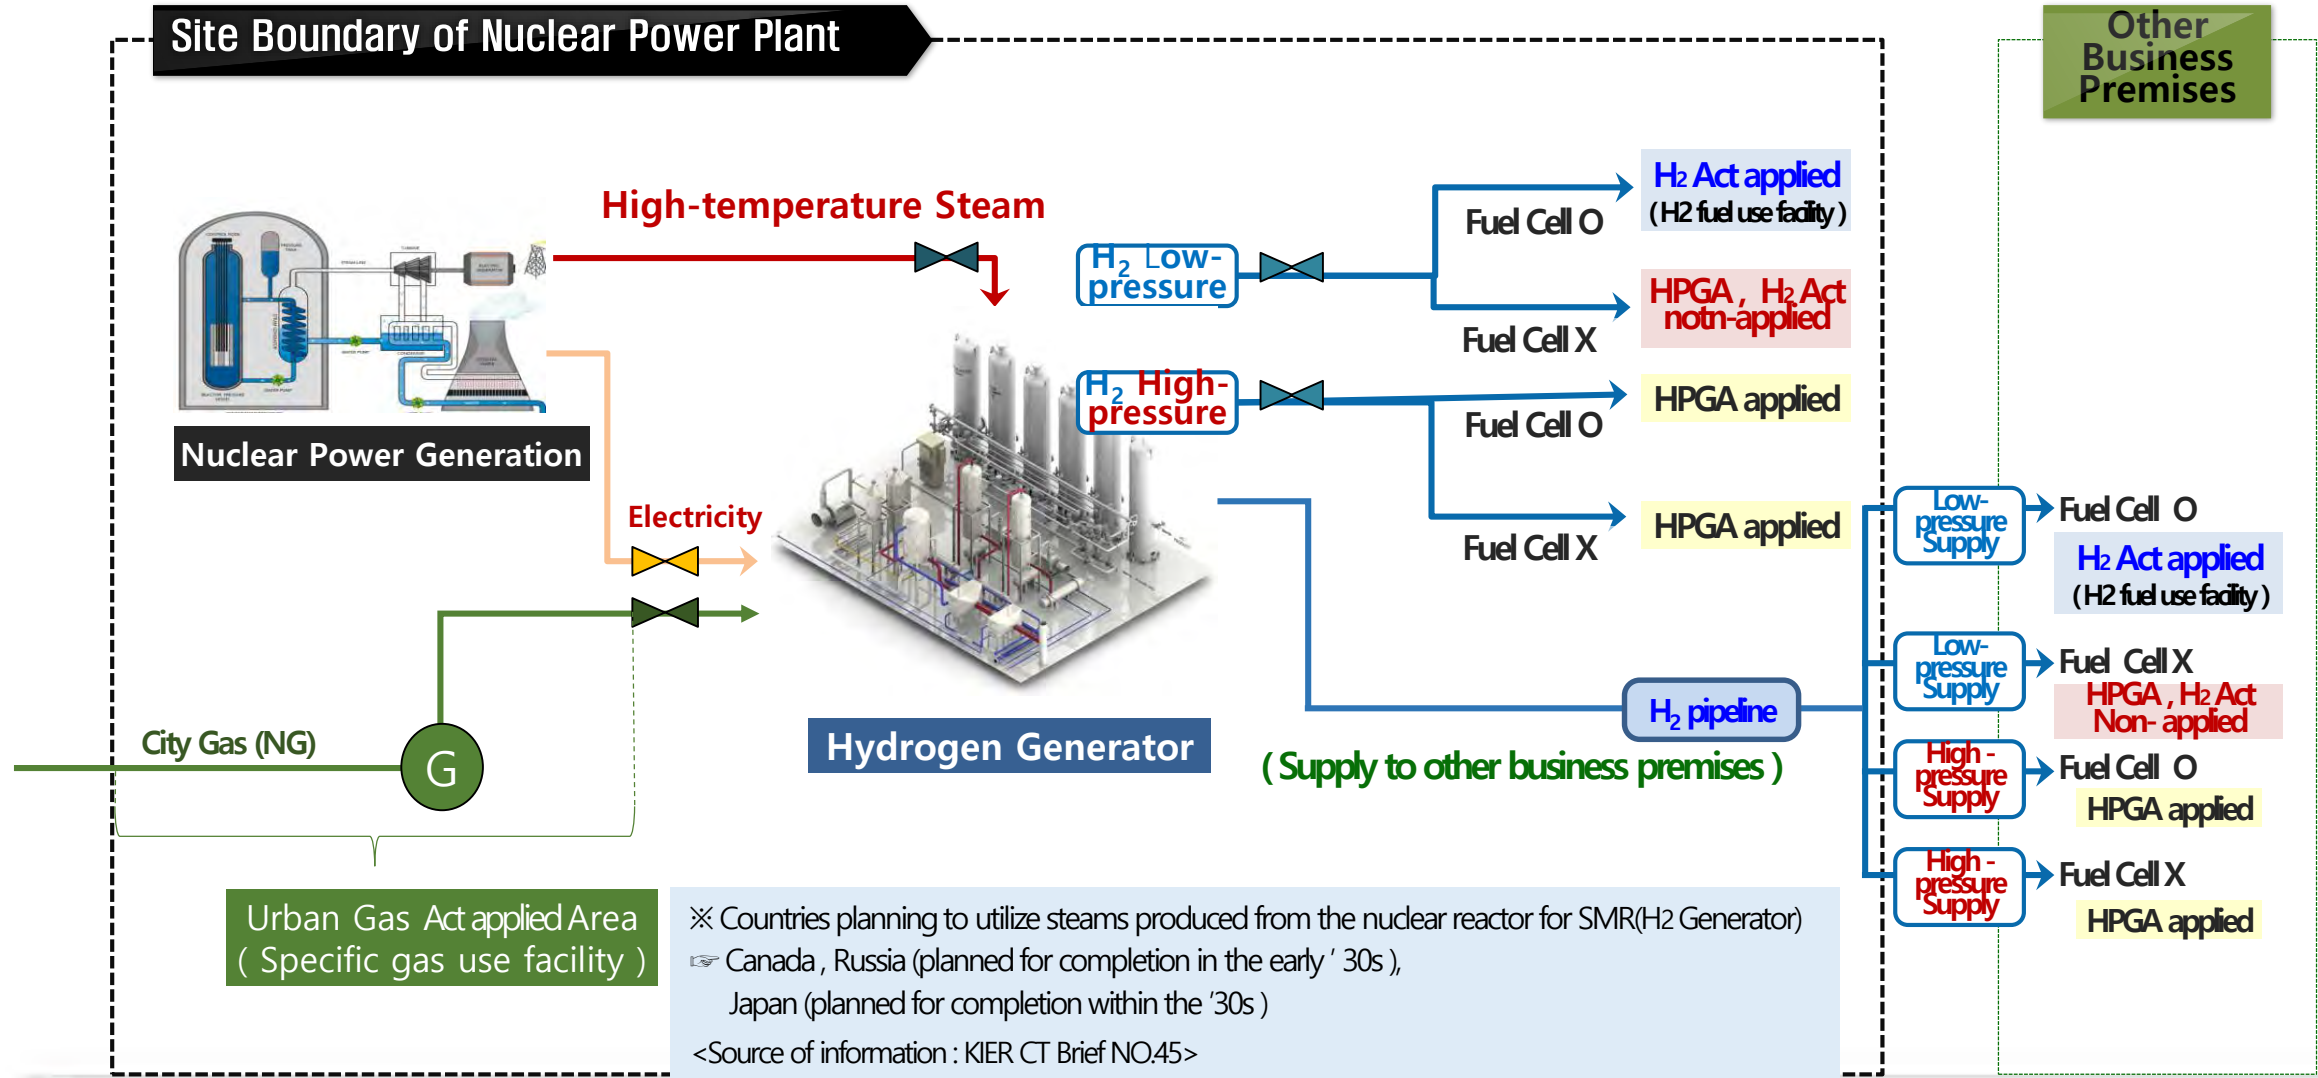 Site Boundary of Nuclear Power Plant
Other
Business
Premises
High-temperature Steam
H2 Low-
pressure
Fuel Cell O
H2 Act applied
( H2 fuel use facility )
Fuel Cell X
HPGA , H2 Act
notn-applied
H2 High-
pressure
Fuel Cell O
HPGA applied
Fuel Cell X
HPGA applied
Nuclear Power Generation
Electricity
City Gas (NG)
G
Hydrogen Generator
H2 pipeline
( Supply to other business premises )
Low-
pressure
Supply
Fuel Cell O
H2 Act applied
( H2 fuel use facility )
Low-
pressure
Supply
Fuel Cell X
HPGA , H2 Act
Non- applied
High -
pressure
Supply
Fuel Cell O
HPGA applied
High -
pressure
Supply
Fuel Cell X
HPGA applied
Urban Gas Act applied Area
( Specific gas use facility )
※ Countries planning to utilize steams produced from the nuclear reactor for SMR(H2 Generator)
☞ Canada , Russia (planned for completion in the early ' 30s ),
Japan (planned for completion within the '30s )
<Source of information : KIER CT Brief NO.45>